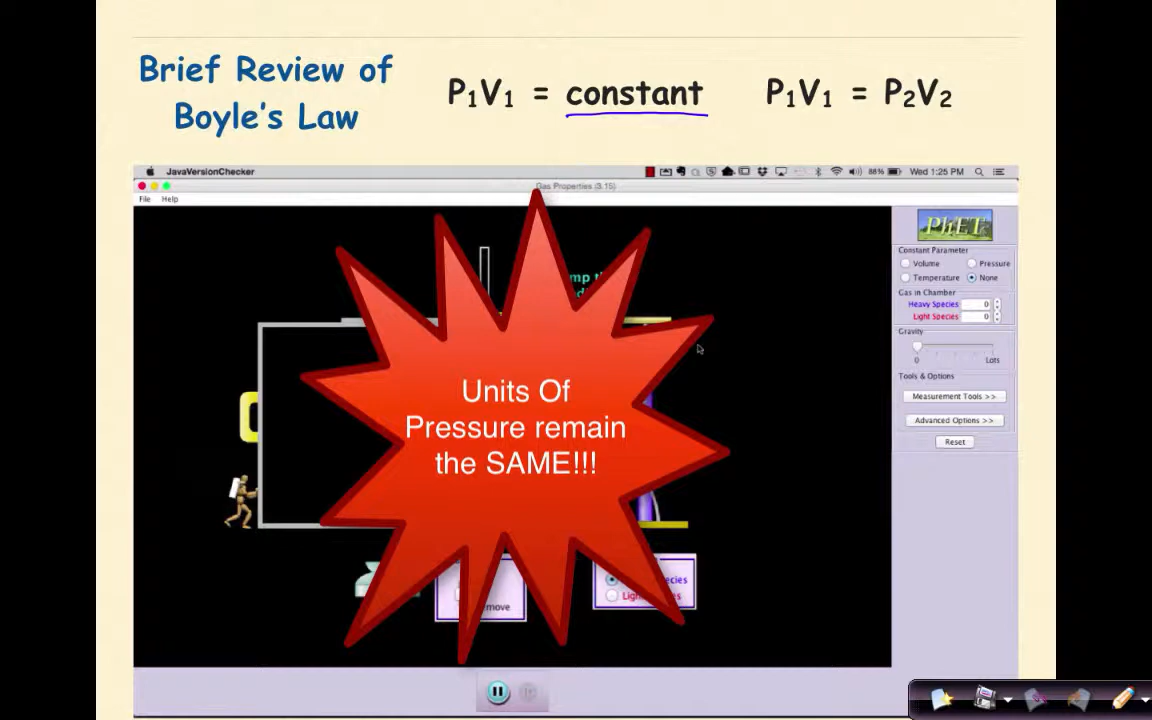 Brief Review of
Boyle's Law
P₁V₁ = constant
P₁V₁ = P₂V₂
JavaVersionChecker
88%
Wed 1:25 PM
Gas Properties (3.15)
File Help
PhET
Constant Parameter
Volume Pressure
Temperature None
Gas in Chamber
Heavy Species 0
Light Species 0
Gravity
0 Lots
Tools & Options
Measurement Tools >>
Advanced Options >>
Reset
Units Of
Pressure remain
the SAME!!!